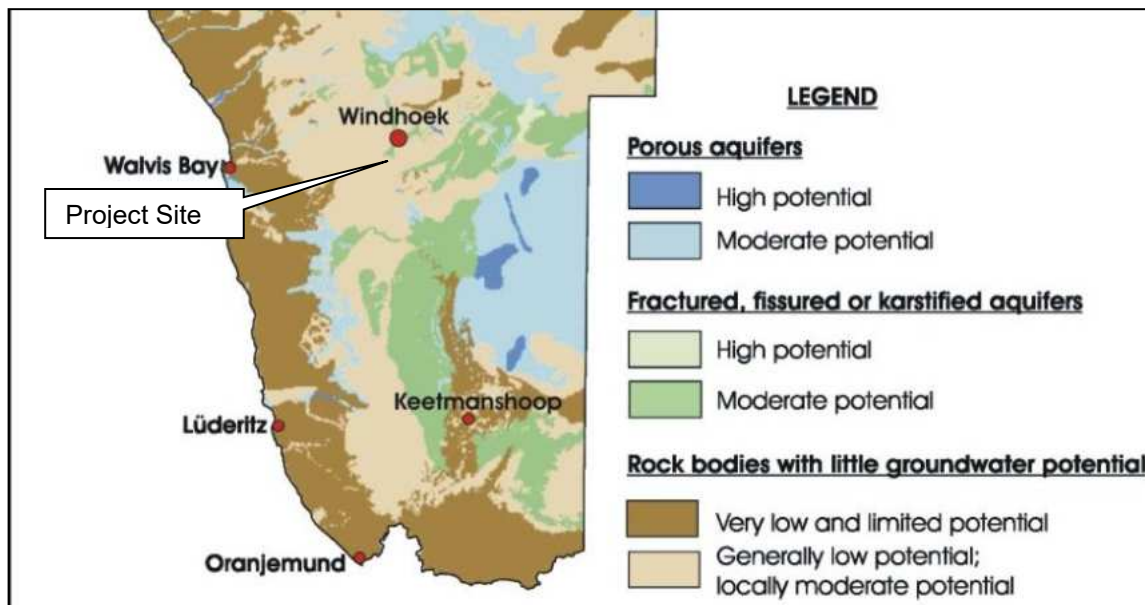 Windhoek
Walvis Bay
Project Site
Keetmanshoop
Lüderitz
Oranjemund
LEGEND
Porous aquifers
High potential
Moderate potential
Fractured, fissured or karstified aquifers
High potential
Moderate potential
Rock bodies with little groundwater potential
Very low and limited potential
Generally low potential;
locally moderate potential